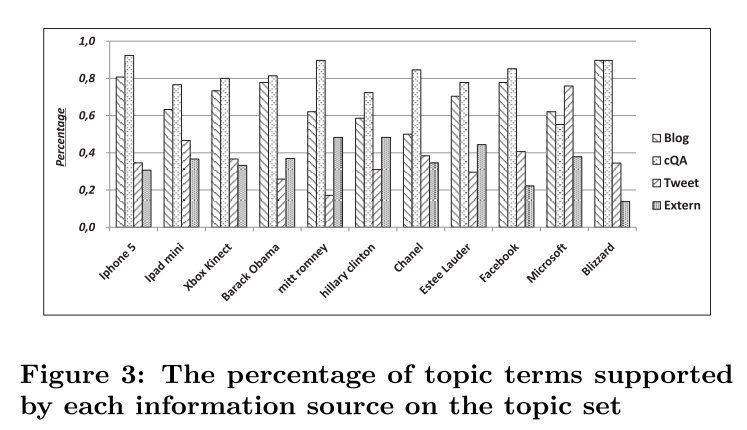 1,0
0,8
0,6
0,4
0,2
0,0
Percentage
Iphone 5
Ipad mini
Xbox Kinect
Barack Obama
mitt romney
hillary clinton
Chanel
Estee Lauder
Facebook
Microsoft
Blizzard
Blog
cQA
Tweet
Extern
Figure 3: The percentage of topic terms supported
by each information source on the topic set